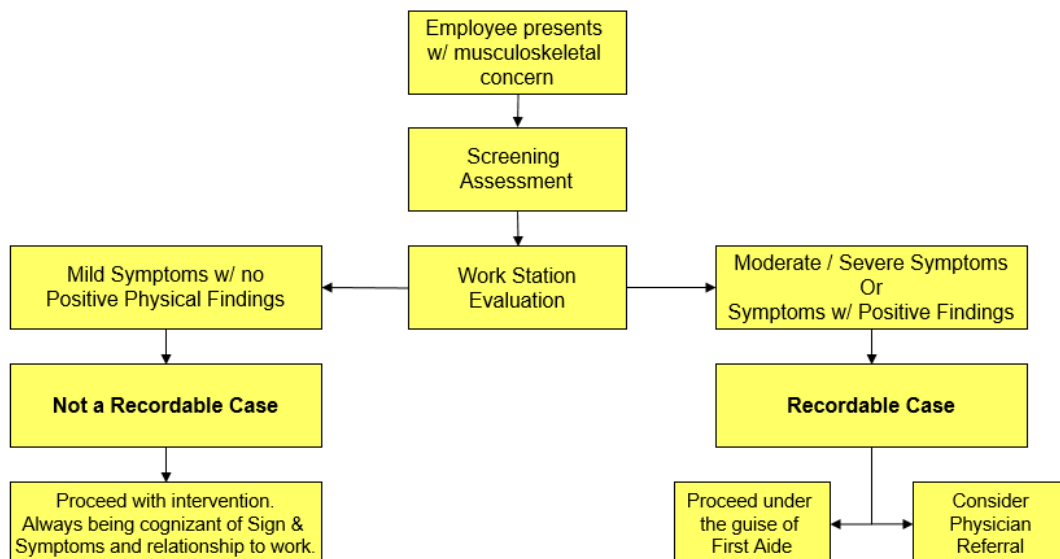 Employee presents
w/ musculoskeletal
concern
Screening
Assessment
Work Station
Evaluation
Mild Symptoms w/ no
Positive Physical Findings
Moderate / Severe Symptoms
Or
Symptoms w/ Positive Findings
Not a Recordable Case
Recordable Case
Proceed with intervention.
Always being cognizant of Sign &
Symptoms and relationship to work.
Proceed under
the guise of
First Aide
Consider
Physician
Referral